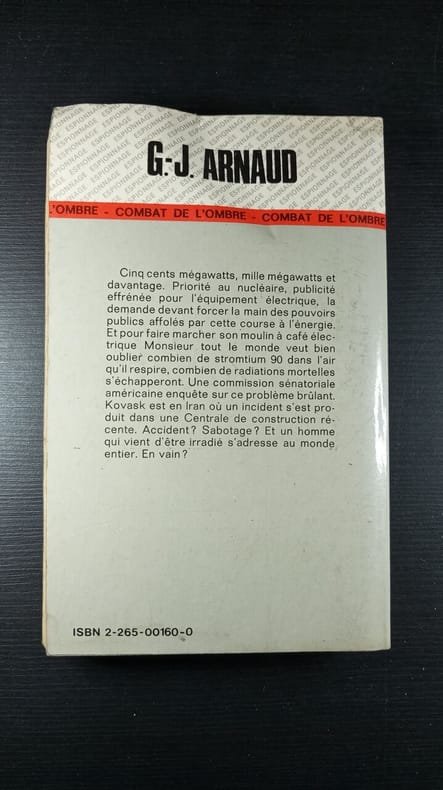 G.-J. ARNAUD
L'OMBRE - COMBAT DE L'OMBRE - COMBAT DE L'OMBRE
Cinq cents mégawatts, mille mégawatts et
davantage. Priorité au nucléaire, publicité
effrénée pour l'équipement électrique, la
demande devant forcer la main des pouvoirs
publics affolés par cette course à l'énergie.
Et pour faire marcher son moulin à café élec-
trique Monsieur tout le monde veut bien
oublier combien de stromtium 90 dans l'air
qu'il respire, combien de radiations mortelles
s'échapperont. Une commission sénatoriale
américaine enquête sur ce problème brûlant.
Kovask est en Iran où un incident s'est pro-
duit dans une Centrale de construction ré-
cente. Accident? Sabotage? Et un homme
qui vient d'être irradié s'adresse au monde
entier. En vain?
ISBN 2-265-00160-0